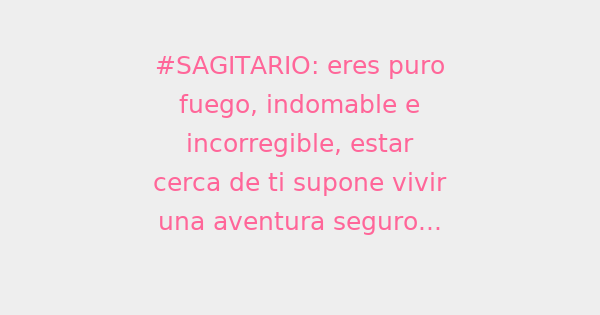 #SAGITARIO: eres puro
fuego, indomable e
incorregible, estar
cerca de ti supone vivir
una aventura seguro...